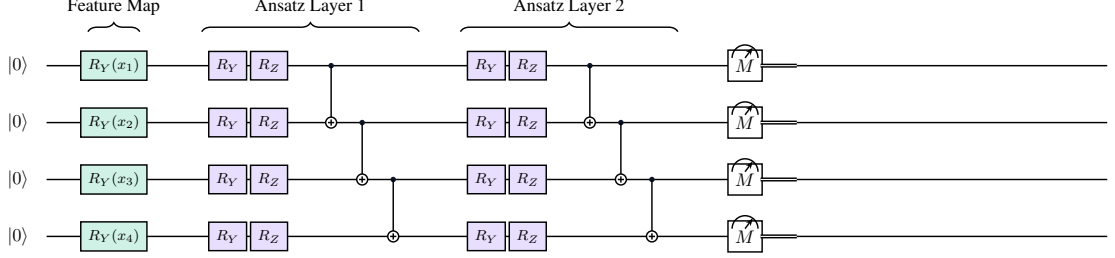 Feature Map Ansatz Layer 1 Ansatz Layer 2
|0⟩ R_Y(x_1) R_Y R_Z R_Y R_Z M
|0⟩ R_Y(x_2) R_Y R_Z R_Y R_Z M
|0⟩ R_Y(x_3) R_Y R_Z R_Y R_Z M
|0⟩ R_Y(x_4) R_Y R_Z R_Y R_Z M